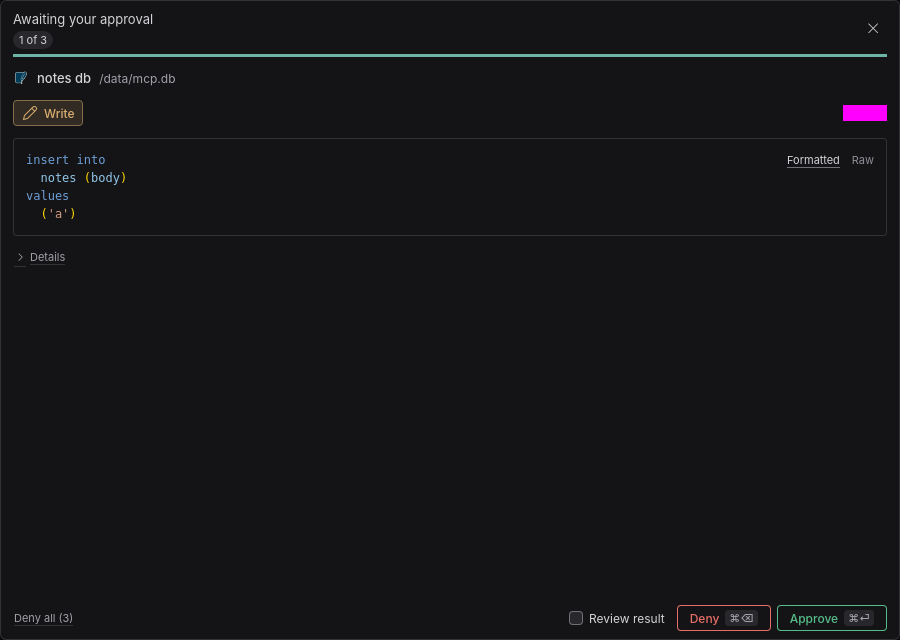 Awaiting your approval
1 of 3
notes db /data/mcp.db
Write
Formatted Raw
insert into
notes (body)
values
('a')
Details
Deny all (3)
Review result
Deny ⌘⌫
Approve ⌘⏎